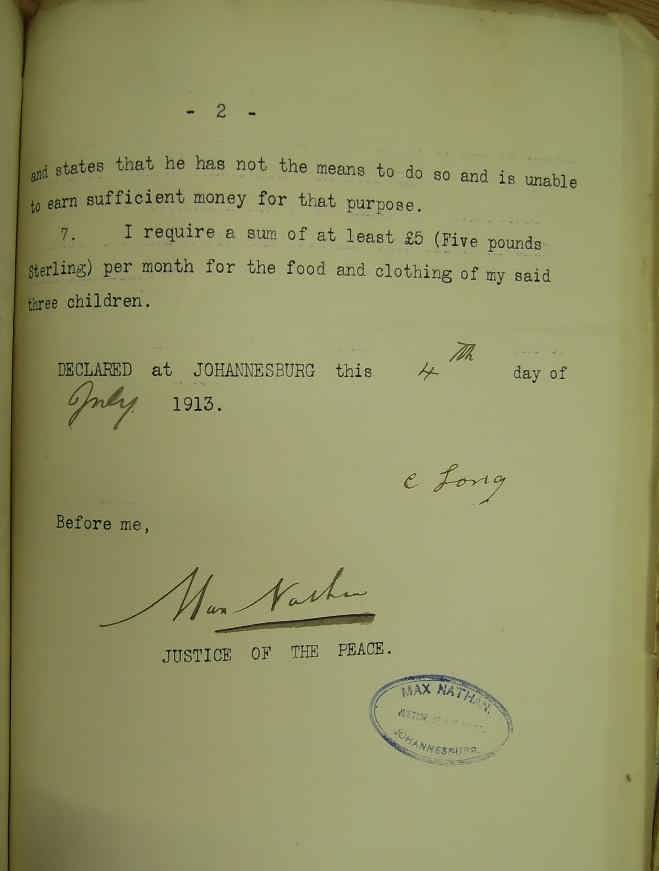 - 2 -
and states that he has not the means to do so and is unable
to earn sufficient money for that purpose.
7. I require a sum of at least £5 (Five pounds
Sterling) per month for the food and clothing of my said
three children.
DECLARED at JOHANNESBURG this 4th day of
July 1913.
C Long
Before me,
Max Nathan
JUSTICE OF THE PEACE.
MAX NATHAN,
JOHANNESBURG.